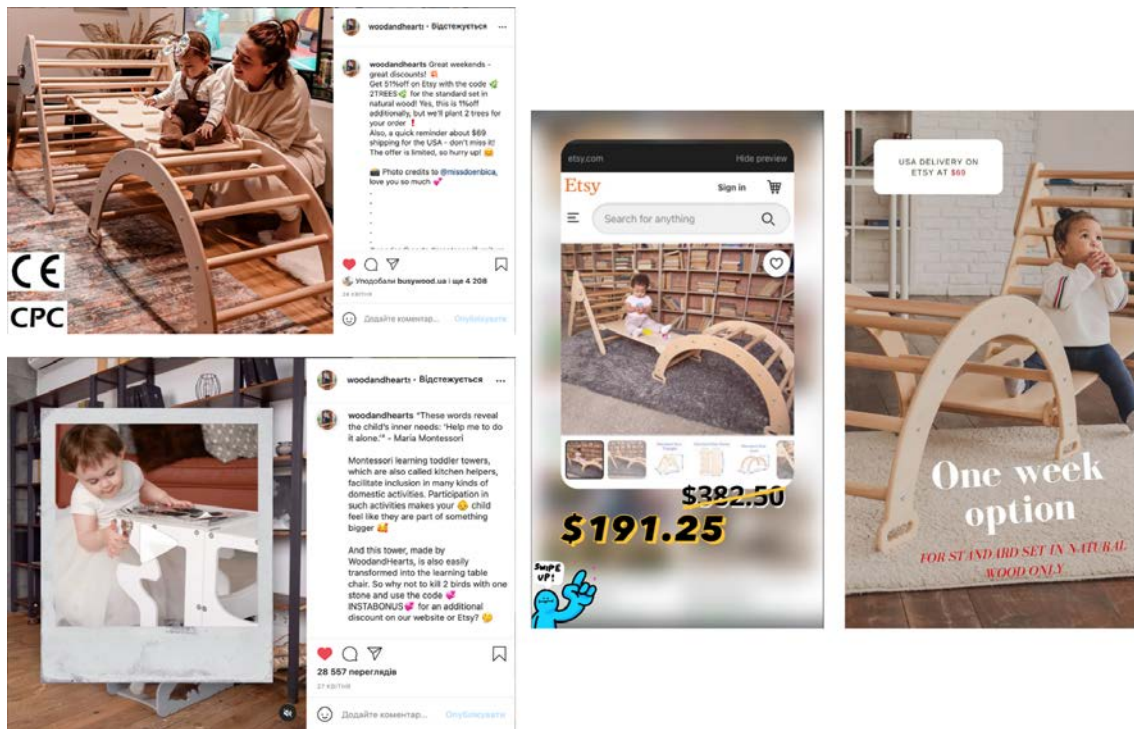 woodandhearts • Відстежується
woodandhearts Great weekends -
great discounts!
Get 51%off on Etsy with the code
2TREES for the standard set in
natural wood! Yes, this is 1%off
additionally, but we'll plant 2 trees for
your order
Also, a quick reminder about $69
shipping for the USA - don't miss it!
The offer is limited, so hurry up!
Photo credits to @missdoenbica,
love you so much
Уподобали busywood.ua і ще 4 208
Додайте коментар... Опублікувати
CE
CPC
woodandhearts • Відстежується
woodandhearts "These words reveal
the child's inner needs: 'Help me to do
it alone.'" - Maria Montessori
Montessori learning toddler towers,
which are also called kitchen helpers,
facilitate inclusion in many kinds of
domestic activities. Participation in
such activities makes your child
feel like they are part of something
bigger
And this tower, made by
WoodandHearts, is also easily
transformed into the learning table
chair. So why not to kill 2 birds with one
stone and use the code
INSTABONUS for an additional
discount on our website or Etsy?
28 557 переглядів
27 КВІТНЯ
Додайте коментар... Опублікувати
etsy.com Hide preview
Etsy Sign in
Search for anything
$382.50
$191.25
SWIPE
UP!
USA DELIVERY ON
ETSY AT $69
One week
option
FOR STANDARD SET IN NATURAL
WOOD ONLY